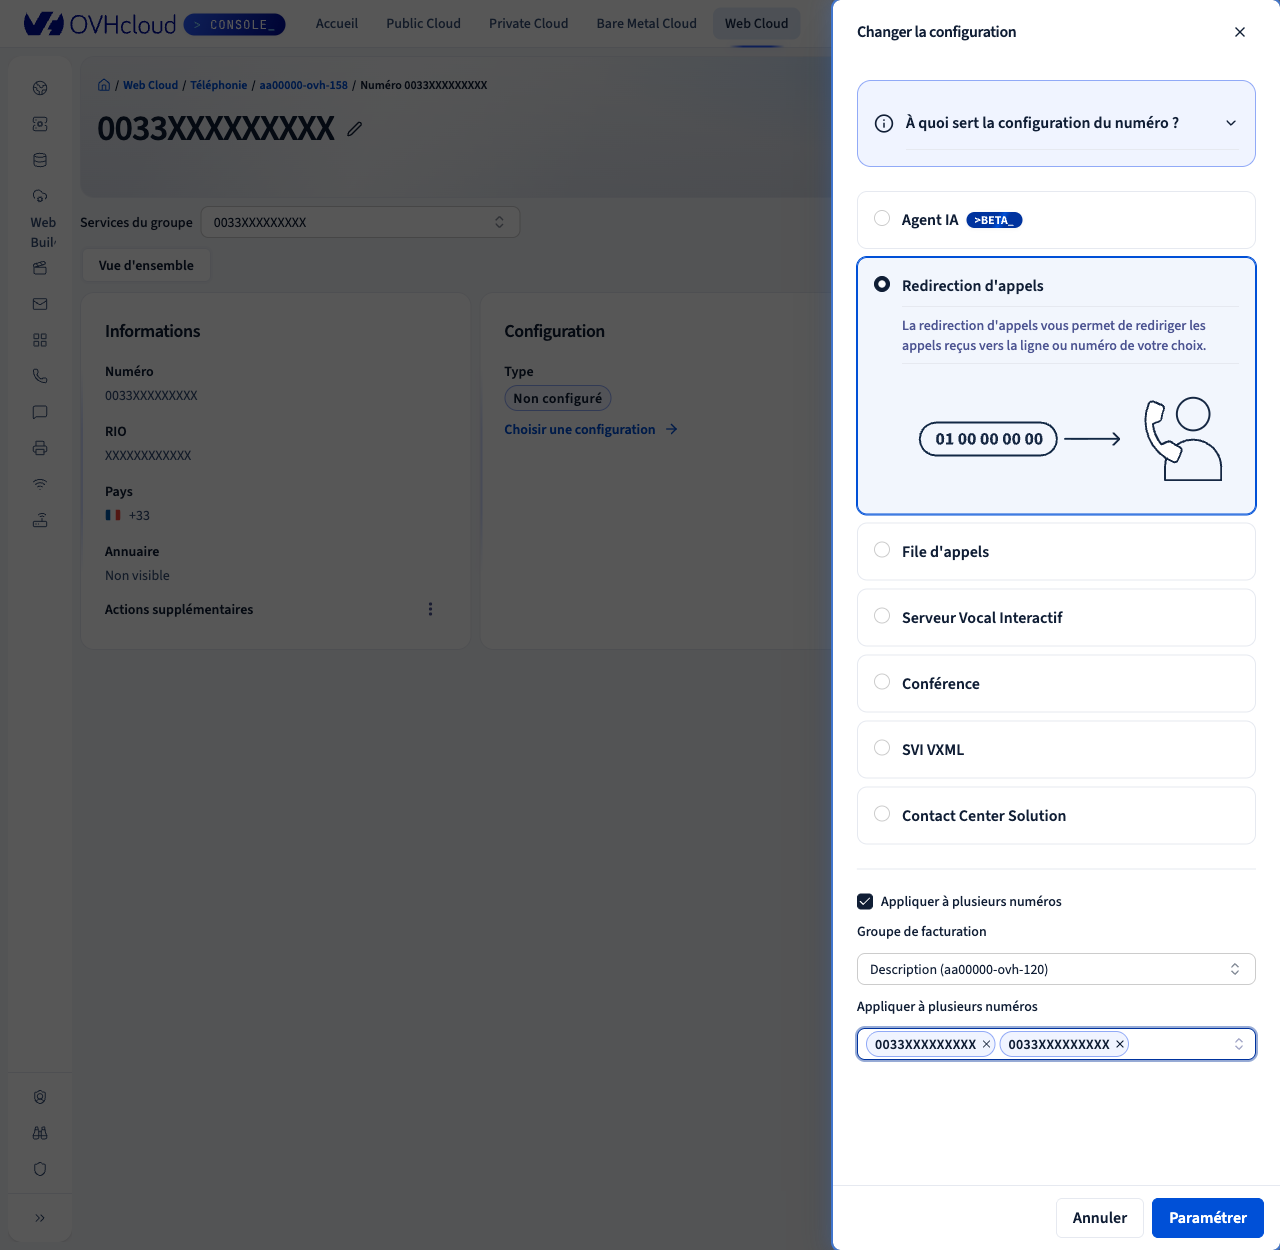 OVHcloud > CONSOLE_
Accueil Public Cloud Private Cloud Bare Metal Cloud Web Cloud
/ Web Cloud / Téléphonie / aa00000-ovh-158 / Numéro 0033XXXXXXXXX
0033XXXXXXXXX
Services du groupe 0033XXXXXXXXX
Web
Buil
Vue d'ensemble
Informations
Numéro
0033XXXXXXXXX
RIO
XXXXXXXXXXXX
Pays
+33
Annuaire
Non visible
Actions supplémentaires
Configuration
Type
Non configuré
Choisir une configuration
Changer la configuration
À quoi sert la configuration du numéro ?
Agent IA >BETA_
Redirection d'appels
La redirection d'appels vous permet de rediriger les
appels reçus vers la ligne ou numéro de votre choix.
01 00 00 00 00
File d'appels
Serveur Vocal Interactif
Conférence
SVI VXML
Contact Center Solution
Appliquer à plusieurs numéros
Groupe de facturation
Description (aa00000-ovh-120)
Appliquer à plusieurs numéros
0033XXXXXXXXX 0033XXXXXXXXX
Annuler Paramétrer